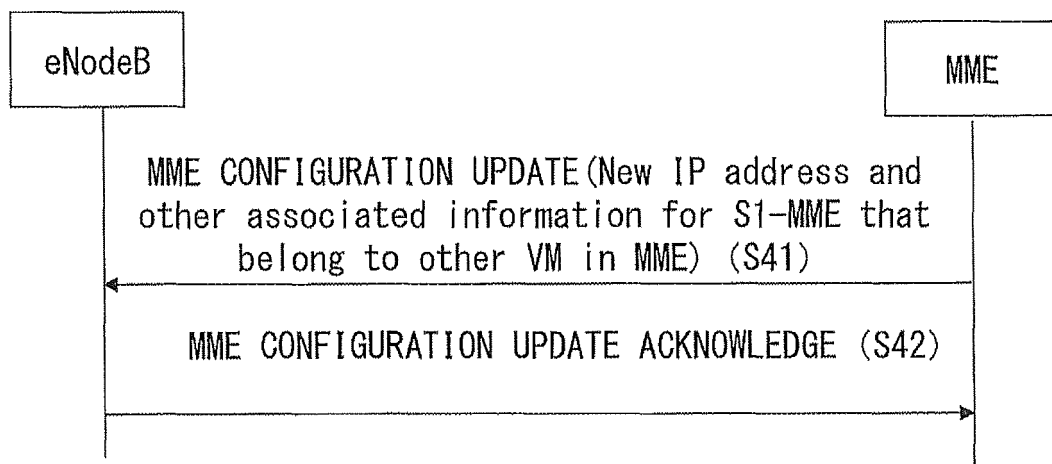 eNodeB
MME
MME CONFIGURATION UPDATE(New IP address and
other associated information for S1-MME that
belong to other VM in MME) (S41)
MME CONFIGURATION UPDATE ACKNOWLEDGE (S42)